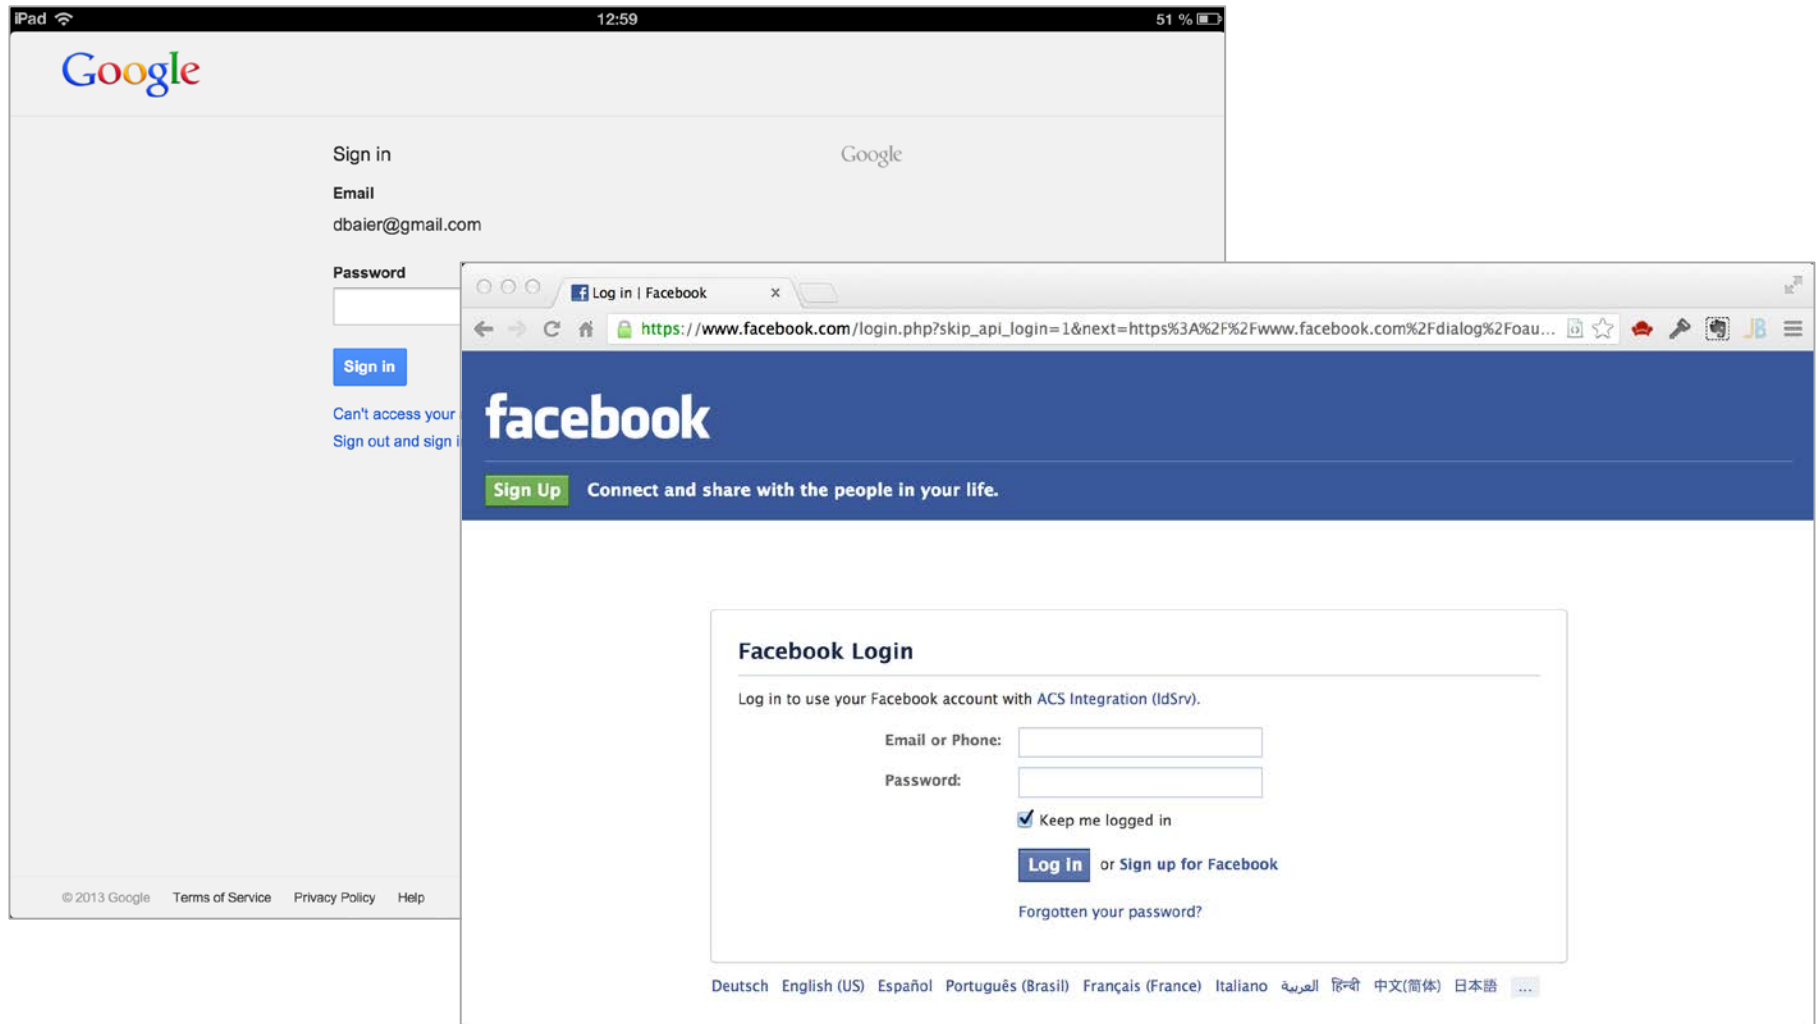 iPad 12:59 51 %
Google
Sign in Google
Email
dbaier@gmail.com
Password
Sign in
Can't access your
Sign out and sign i
© 2013 Google Terms of Service Privacy Policy Help
Log in | Facebook
https://www.facebook.com/login.php?skip_api_login=1&next=https%3A%2F%2Fwww.facebook.com%2Fdialog%2Foau...
JB
facebook
Sign Up Connect and share with the people in your life.
Facebook Login
Log in to use your Facebook account with ACS Integration (IdSrv).
Email or Phone:
Password:
Keep me logged in
Log in or Sign up for Facebook
Forgotten your password?
Deutsch English (US) Español Português (Brasil) Français (France) Italiano العربية हिन्दी 中文(简体) 日本語 ...